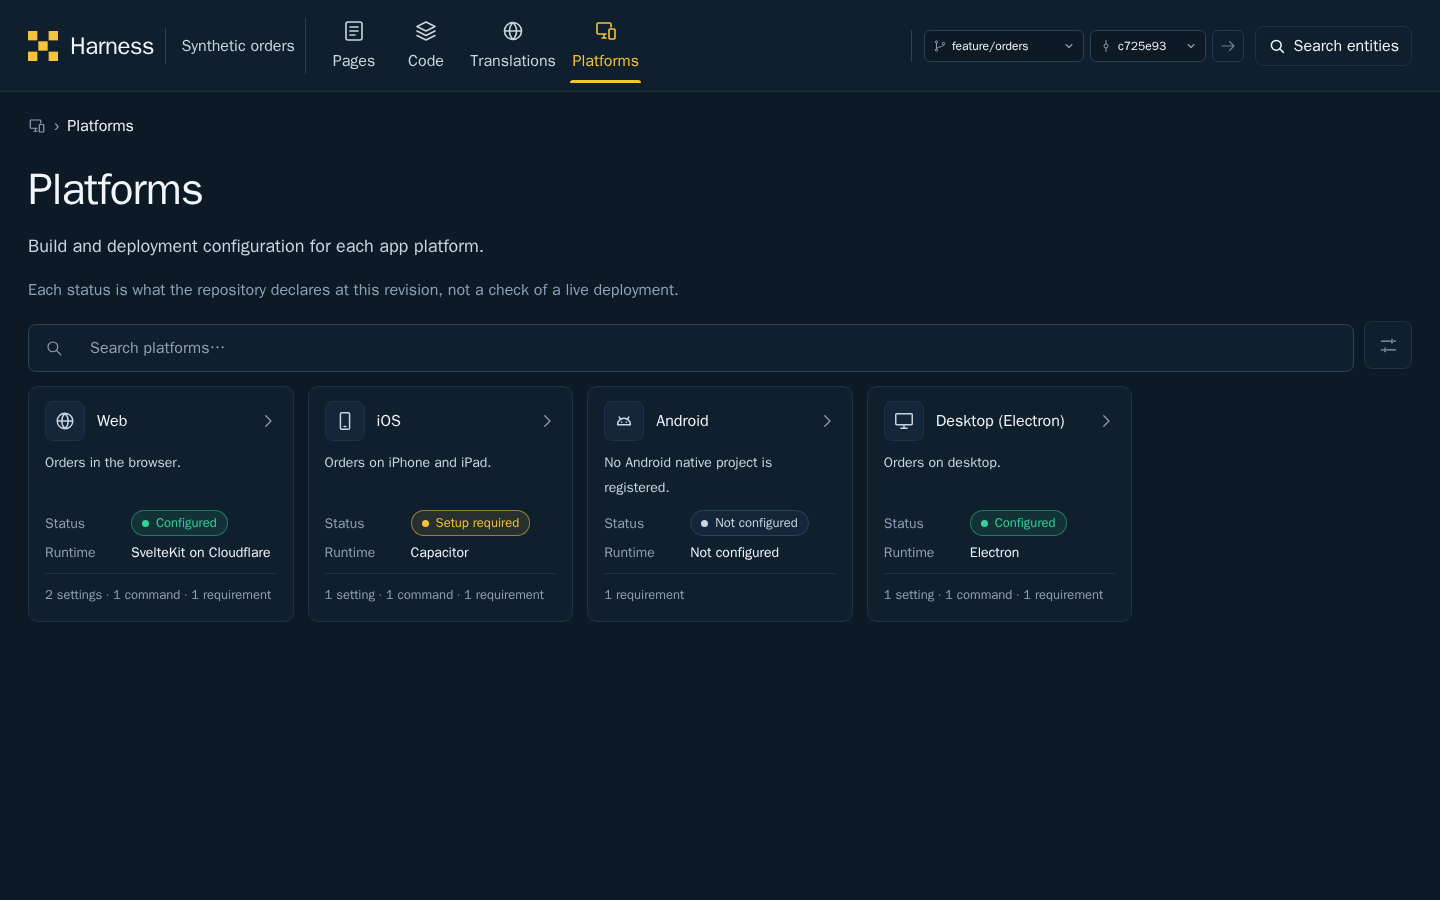 Harness
Synthetic orders
Pages
Code
Translations
Platforms
feature/orders
c725e93
Search entities
› Platforms
Platforms
Build and deployment configuration for each app platform.
Each status is what the repository declares at this revision, not a check of a live deployment.
Search platforms···
Web
Orders in the browser.
Status Configured
Runtime SvelteKit on Cloudflare
2 settings · 1 command · 1 requirement
iOS
Orders on iPhone and iPad.
Status Setup required
Runtime Capacitor
1 setting · 1 command · 1 requirement
Android
No Android native project is
registered.
Status Not configured
Runtime Not configured
1 requirement
Desktop (Electron)
Orders on desktop.
Status Configured
Runtime Electron
1 setting · 1 command · 1 requirement